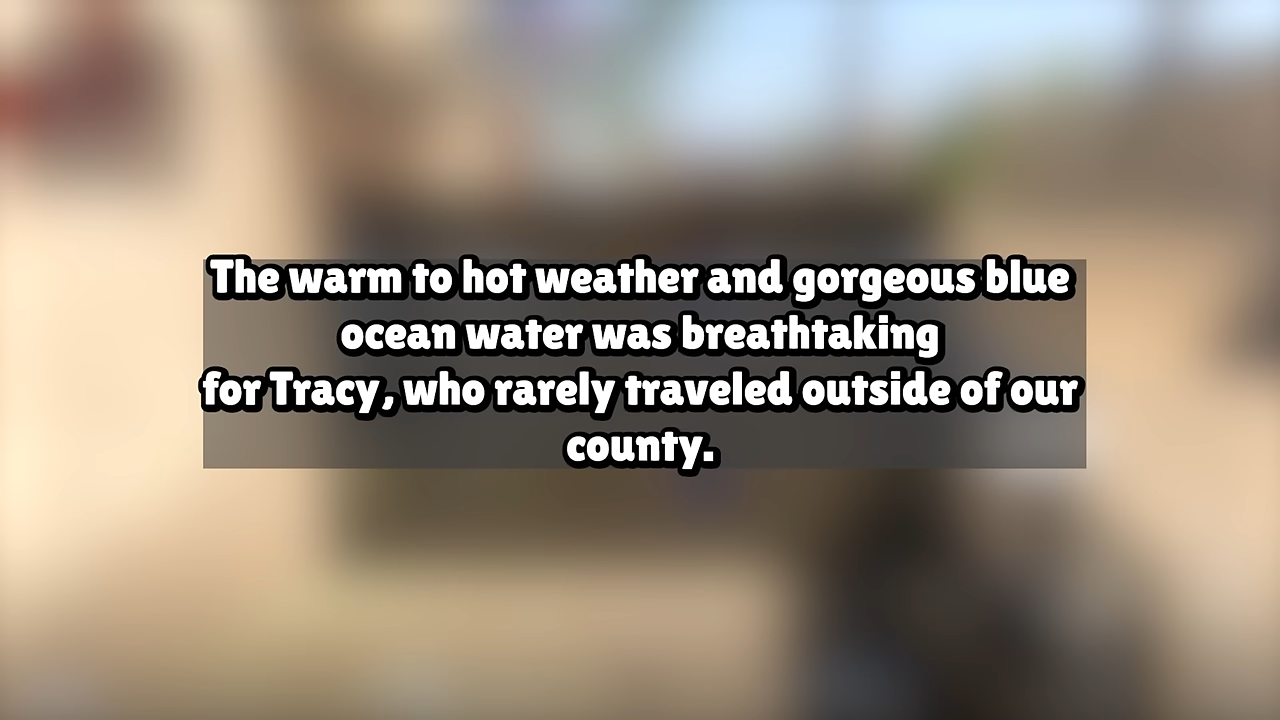 The warm to hot weather and gorgeous blue
ocean water was breathtaking
for Tracy, who rarely traveled outside of our
county.